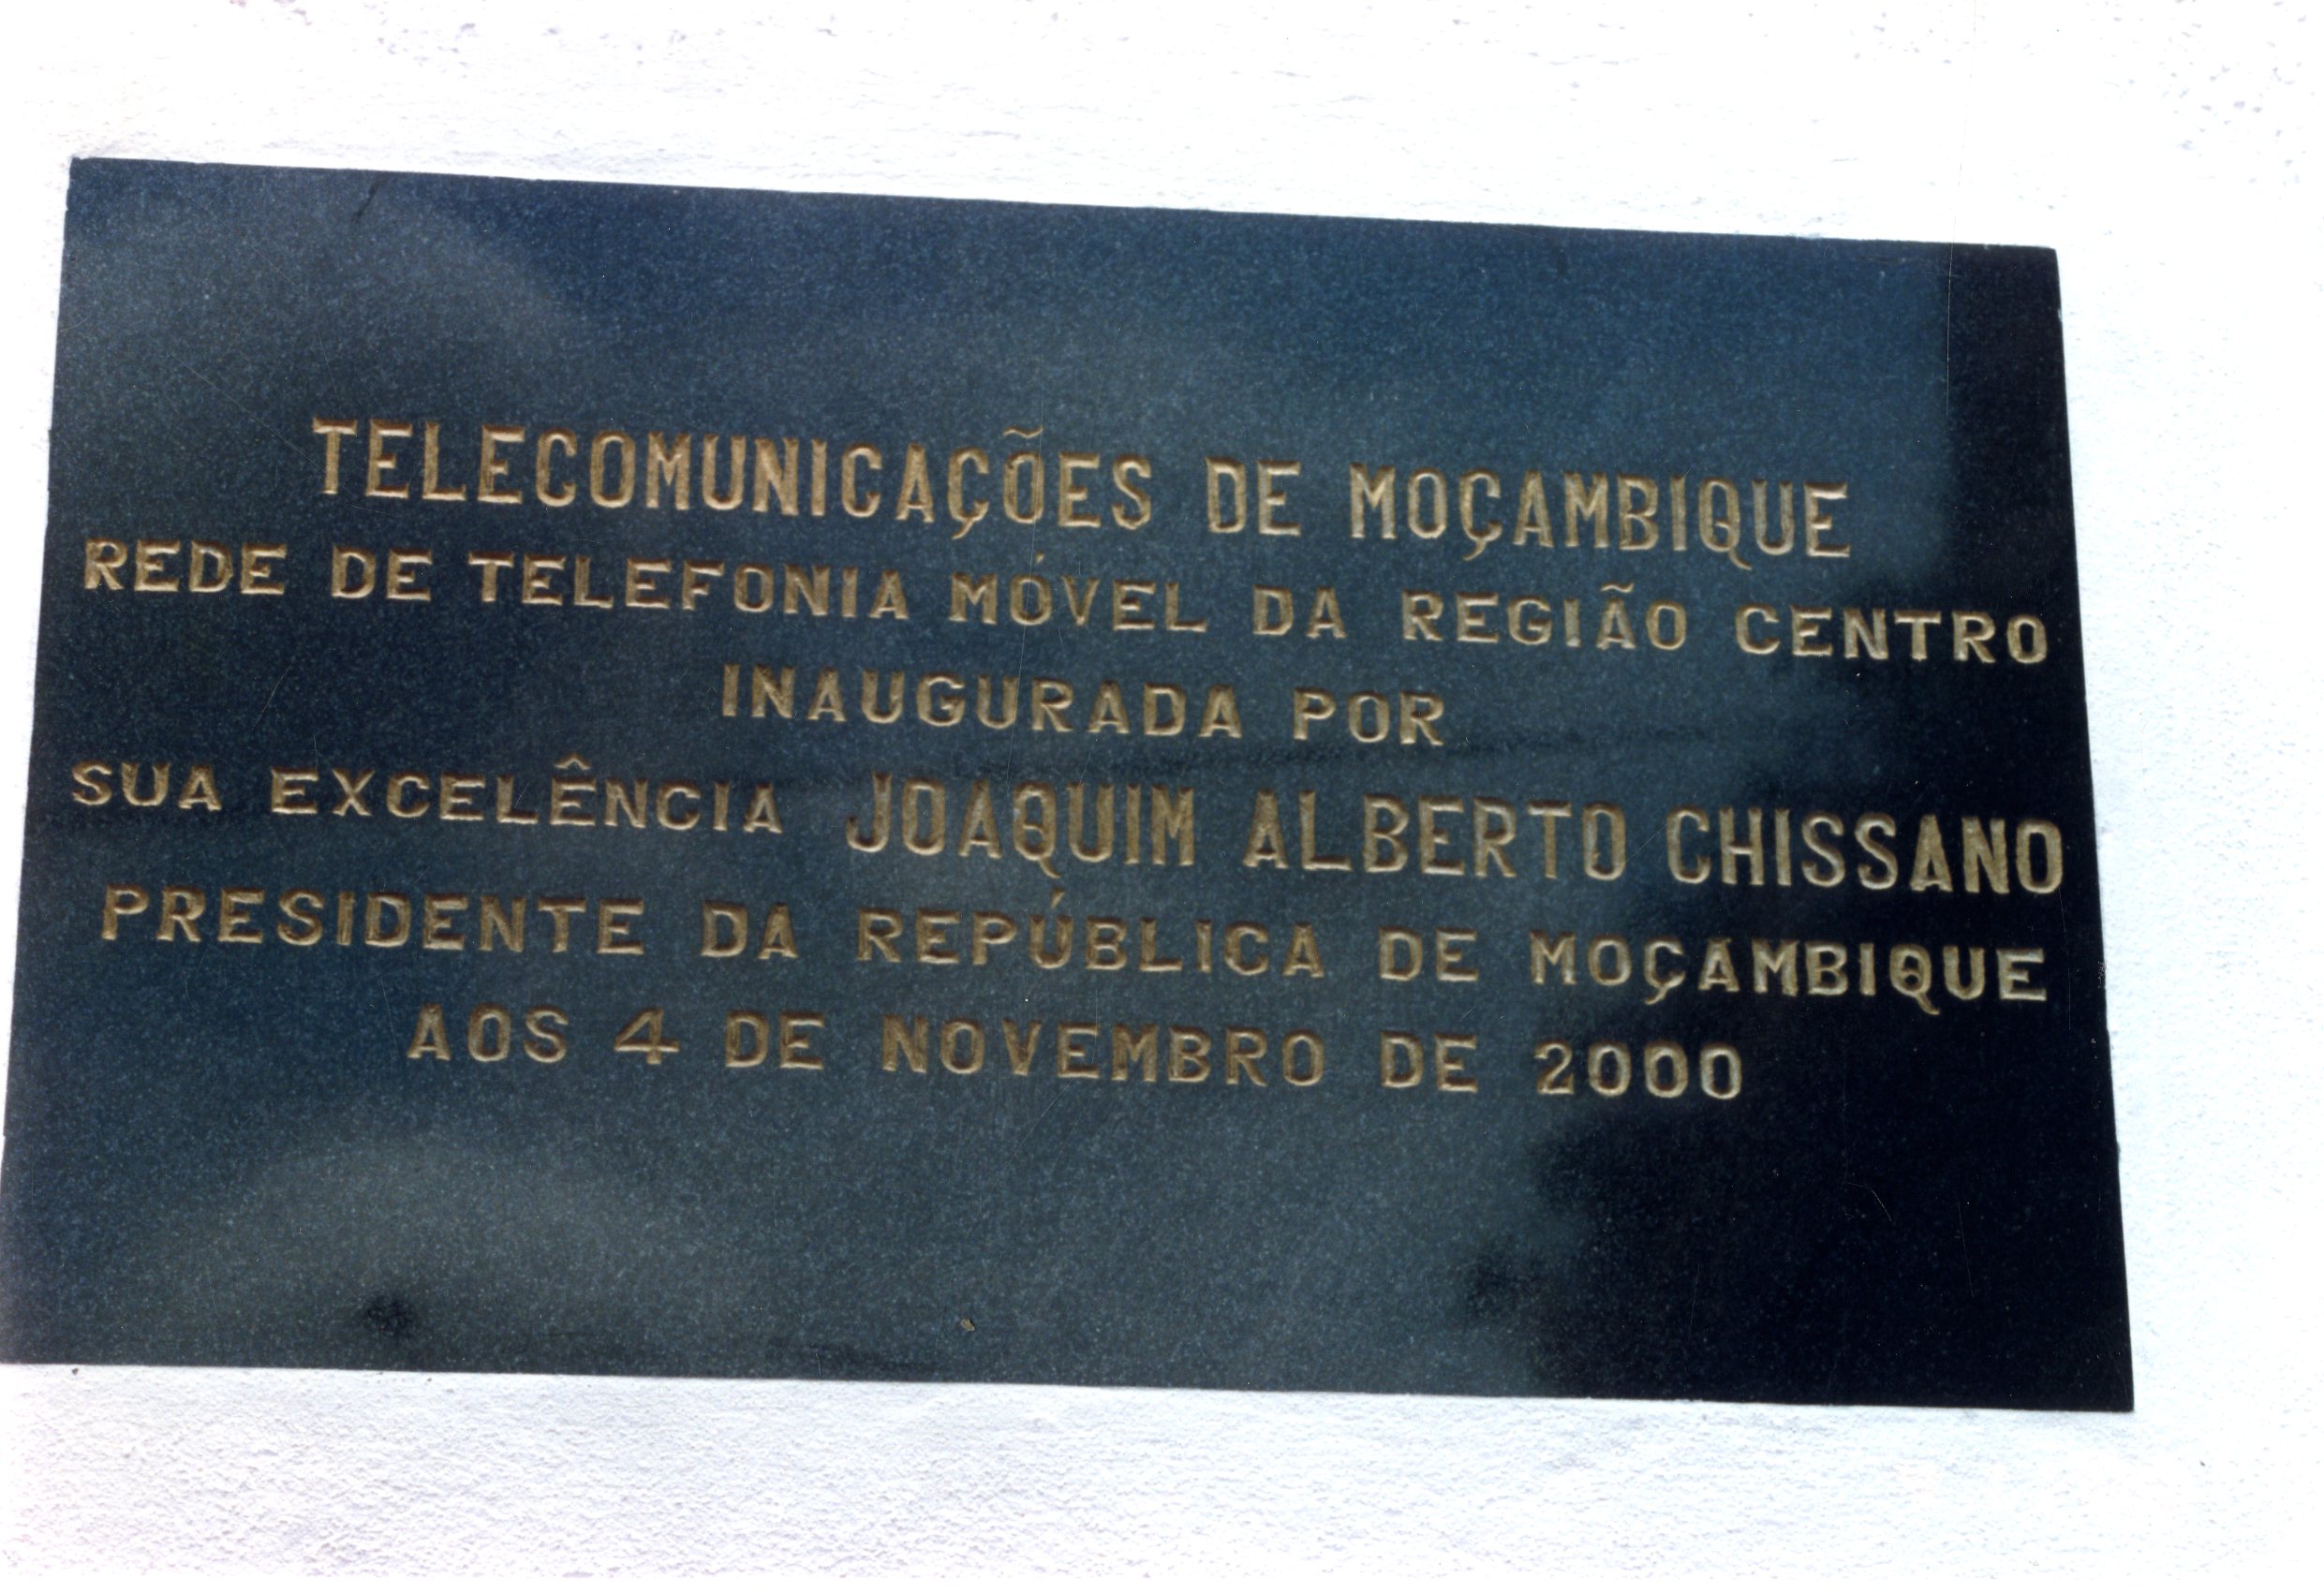 TELECOMUNICAÇÕES DE MOÇAMBIQUE
REDE DE TELEFONIA MÓVEL DA REGIÃO CENTRO
INAUGURADA POR
SUA EXCELÊNCIA JOAQUIM ALBERTO CHISSANO
PRESIDENTE DA REPÚBLICA DE MOÇAMBIQUE
AOS 4 DE NOVEMBRO DE 2000